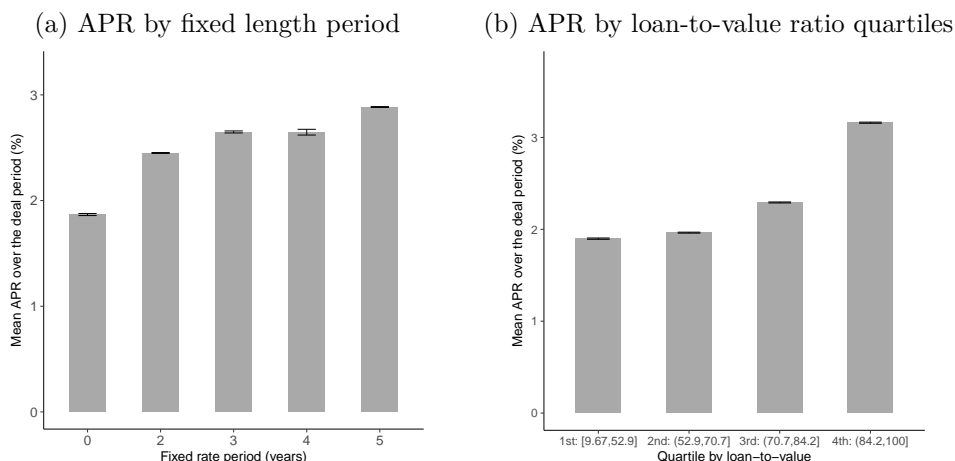 (a) APR by fixed length period
Mean APR over the deal period (%)
3
2
1
0
0 2 3 4 5
Fixed rate period (years)
(b) APR by loan-to-value ratio quartiles
Mean APR over the deal period (%)
3
2
1
0
1st: [9.67,52.9] 2nd: (52.9,70.7] 3rd: (70.7,84.2] 4th: (84.2,100]
Quartile by loan−to−value